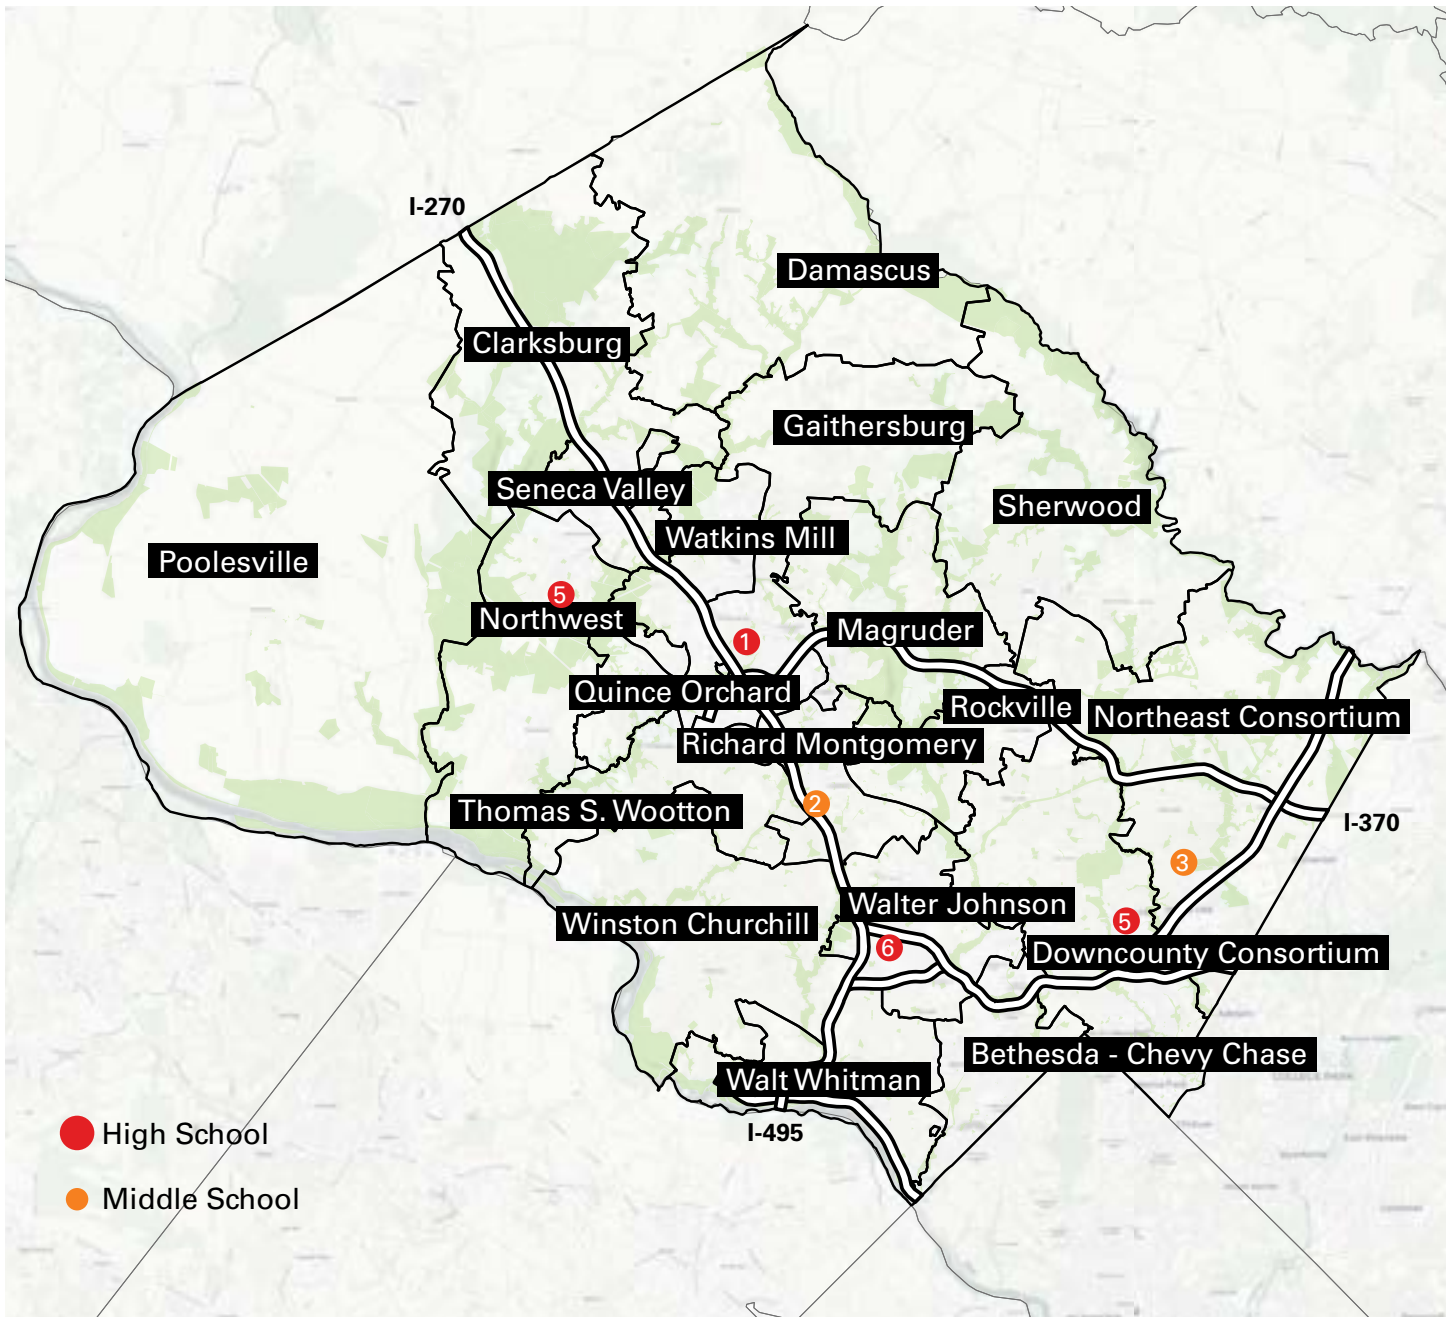 I-270
Damascus
Clarksburg
Gaithersburg
Seneca Valley
Sherwood
Watkins Mill
Poolesville
5
Northwest
1
Magruder
Quince Orchard
Rockville
Northeast Consortium
Richard Montgomery
2
Thomas S. Wootton
I-370
3
Walter Johnson
Winston Churchill
5
6
Downcounty Consortium
Bethesda - Chevy Chase
Walt Whitman
I-495
High School
Middle School